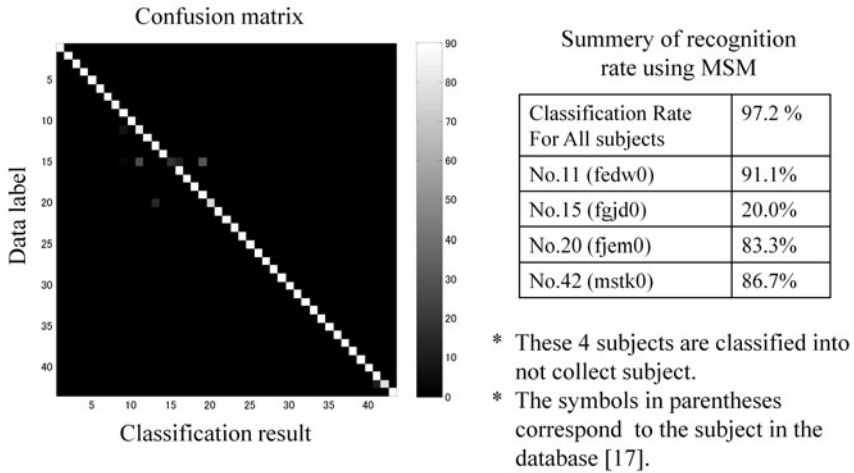 Confusion matrix
Data label
5
10
15
20
25
30
35
40
5
10
15
20
25
30
35
40
Classification result
90
80
70
60
50
40
30
20
10
0
Summery of recognition
rate using MSM
Classification Rate
For All subjects
97.2 %
No.11 (fedw0)
91.1%
No.15 (fgjd0)
20.0%
No.20 (fjem0)
83.3%
No.42 (mstk0)
86.7%
* These 4 subjects are classified into
not collect subject.
* The symbols in parentheses
correspond to the subject in the
database [17].